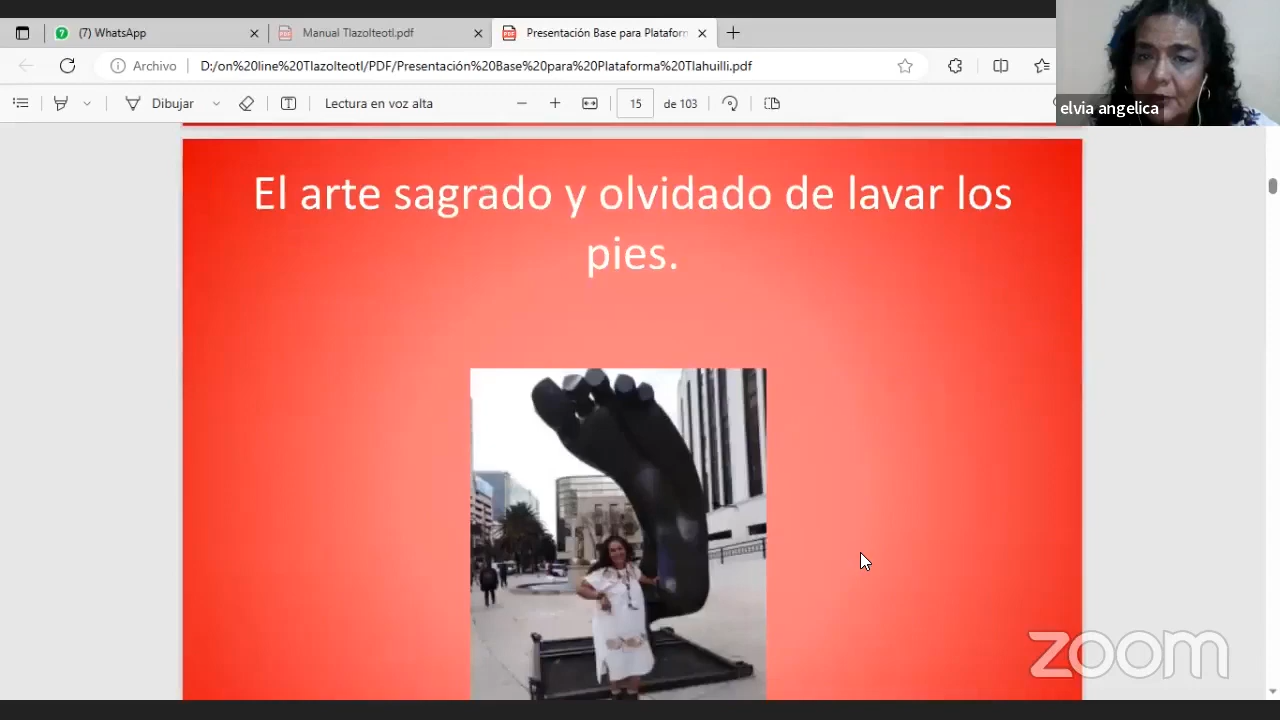 (7) WhatsApp
Manual Tlazolteotl.pdf
Presentación Base para Plataform
Archivo
D:/on%20line%20Tlazolteotl/PDF/Presentación%20Base%20para%20Plataforma%20Tlahuilli.pdf
Dibujar
Lectura en voz alta
15
de 103
elvia angelica
El arte sagrado y olvidado de lavar los
pies.
zoom